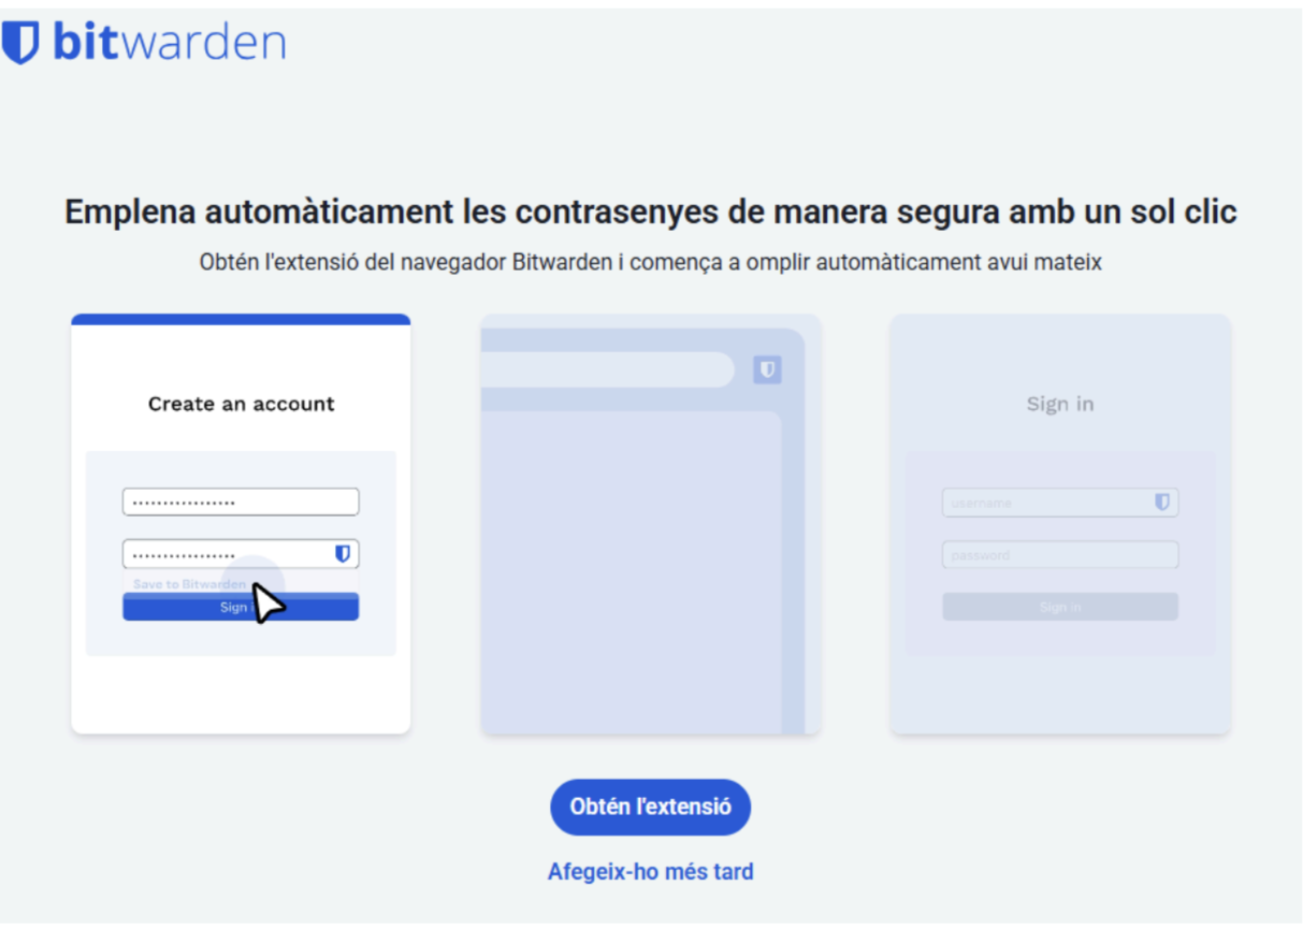 bitwarden
Emplena automàticament les contrasenyes de manera segura amb un sol clic
Obtén l'extensió del navegador Bitwarden i comença a omplir automàticament avui mateix
Create an account
Save to Bitwarden
Sign
Sign in
username
password
Sign in
Obtén l'extensió
Afegeix-ho més tard